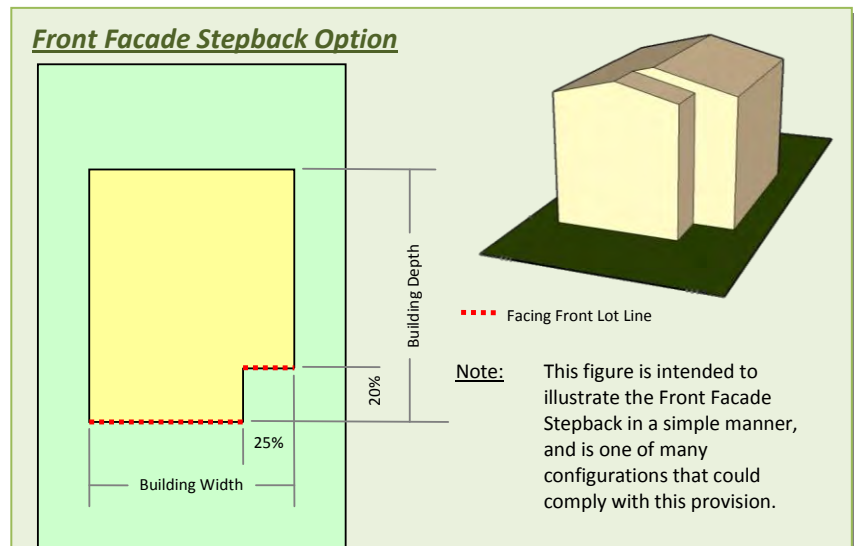 Front Facade Stepback Option
Building Depth
20%
25%
Building Width
Facing Front Lot Line
Note: This figure is intended to
illustrate the Front Facade
Stepback in a simple manner,
and is one of many
configurations that could
comply with this provision.